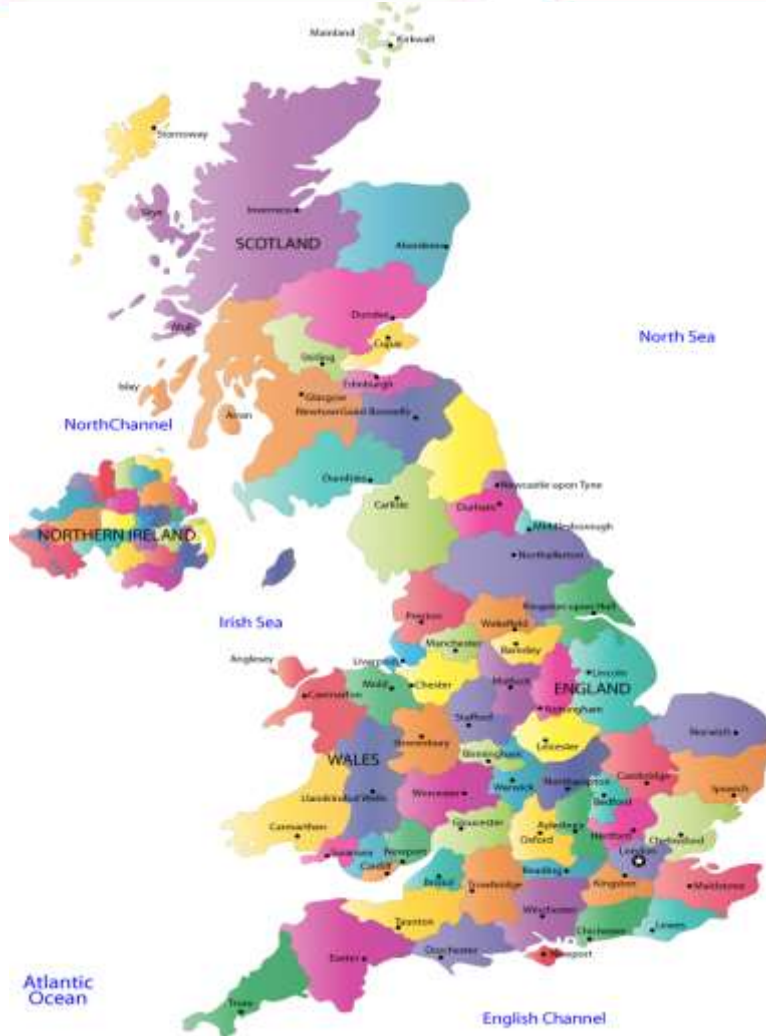 Mainland
Kirkwall
Stornoway
Skye
Inverness
SCOTLAND
Aberdeen
Mull
Dundee
Cupar
Stirling
North Sea
Islay
Edinburgh
Glasgow
Arran
NorthChannel
Dumfries
Newcastle upon Tyne
Carlisle
Durham
Middlesborough
NORTHERN IRELAND
Northallerton
Kingston upon Hull
Irish Sea
Preston
Wakefield
Manchester
Barnsley
Anglesey
Liverpool
Lincoln
Mold
Chester
Matlock
ENGLAND
Caernarfon
Nottingham
Stafford
Norwich
Shrewsbury
Leicester
WALES
Birmingham
Cambridge
Warwick
Northampton
Ipswich
Llandrindod Wells
Worcester
Bedford
Gloucester
Aylesbury
Hertford
Chelmsford
Carmarthen
Oxford
London
Swansea
Newport
Cardiff
Bristol
Reading
Kingston
Maidstone
Trowbridge
Winchester
Taunton
Chichester
Lewes
Dorchester
Newport
Exeter
Atlantic
Ocean
Truro
English Channel